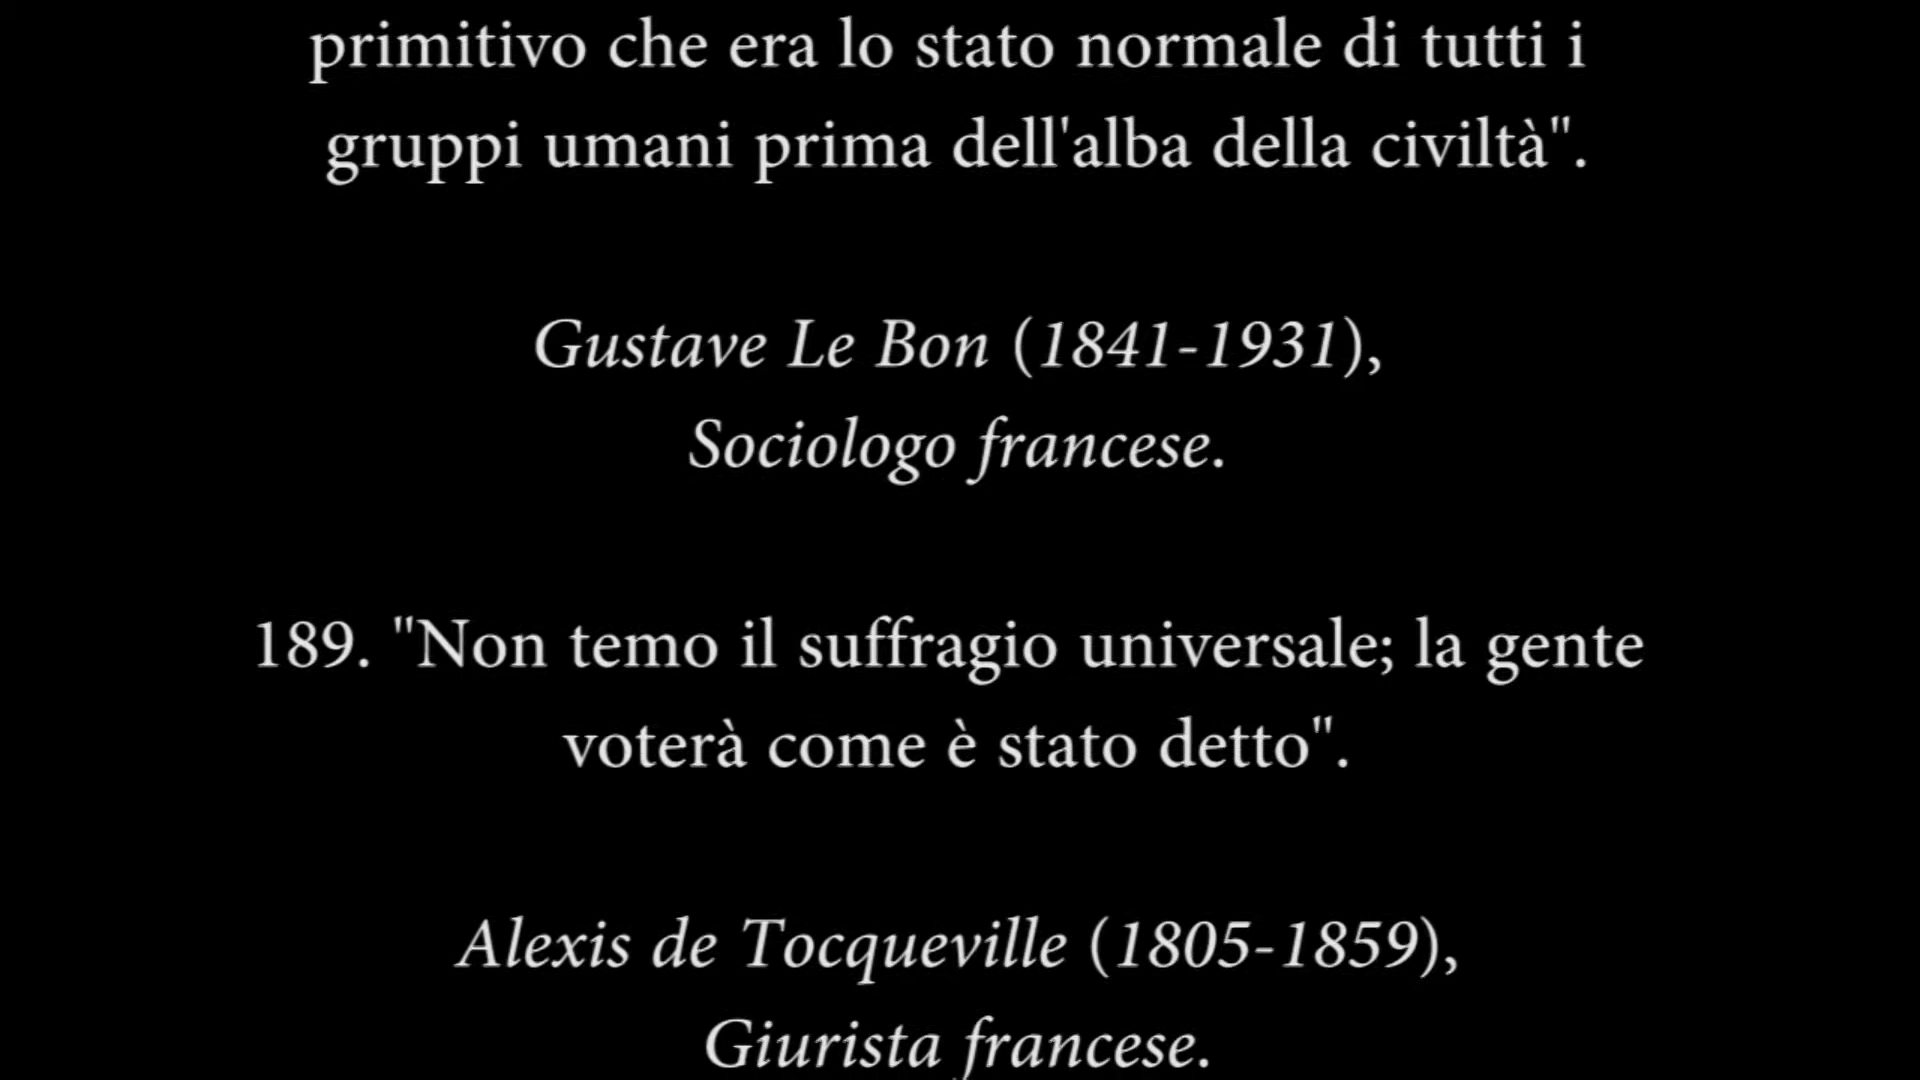 primitivo che era lo stato normale di tutti i
gruppi umani prima dell'alba della civiltà".
Gustave Le Bon (1841-1931),
Sociologo francese.
189. "Non temo il suffragio universale; la gente
voterà come è stato detto".
Alexis de Tocqueville (1805-1859),
Giurista francese.